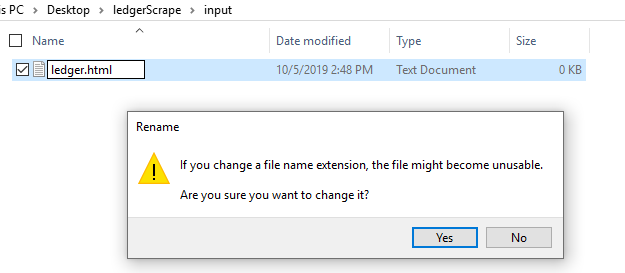 is PC > Desktop > ledgerScrape > input
Name Date modified Type Size
ledger.html 10/5/2019 2:48 PM Text Document 0 KB
Rename
If you change a file name extension, the file might become unusable.
Are you sure you want to change it?
Yes No